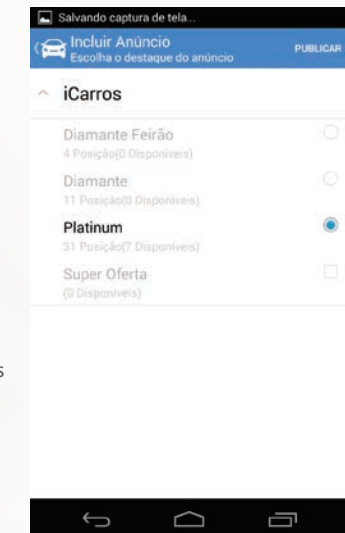 Salvando captura de tela...
Incluir Anúncio
Escolha o destaque do anúncio
PUBLICAR
iCarros
Diamante Feirão
4 Posição(0 Disponíveis)
Diamante
11 Posição(0 Disponíveis)
Platinum
31 Posição(7 Disponíveis)
Super Oferta
(0 Disponíveis)
s